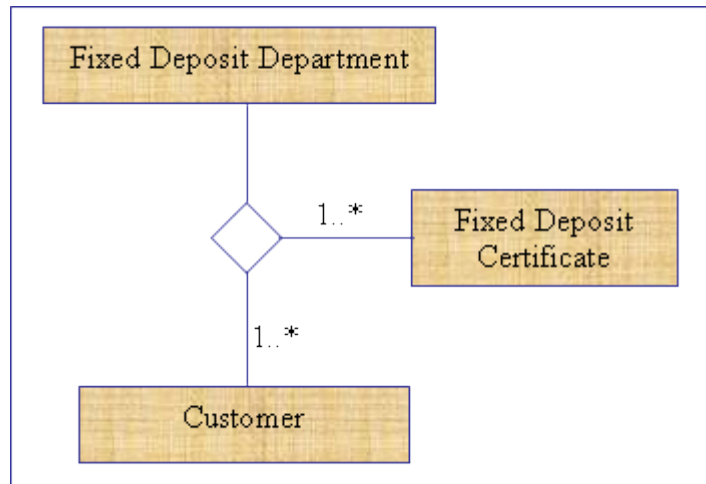 Fixed Deposit Department
1..*
Fixed Deposit
Certificate
1..*
Customer